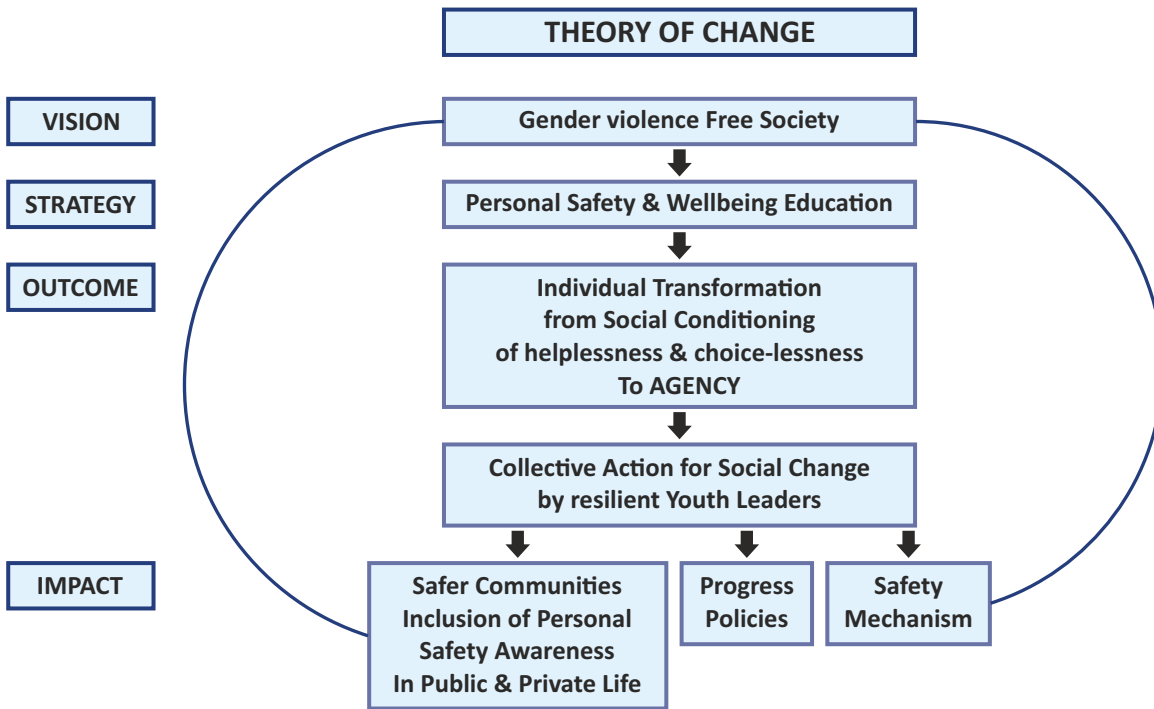 THEORY OF CHANGE
VISION
Gender violence Free Society
STRATEGY
Personal Safety & Wellbeing Education
OUTCOME
Individual Transformation
from Social Conditioning
of helplessness & choice-lessness
To AGENCY
Collective Action for Social Change
by resilient Youth Leaders
IMPACT
Safer Communities
Inclusion of Personal
Safety Awareness
In Public & Private Life
Progress
Policies
Safety
Mechanism